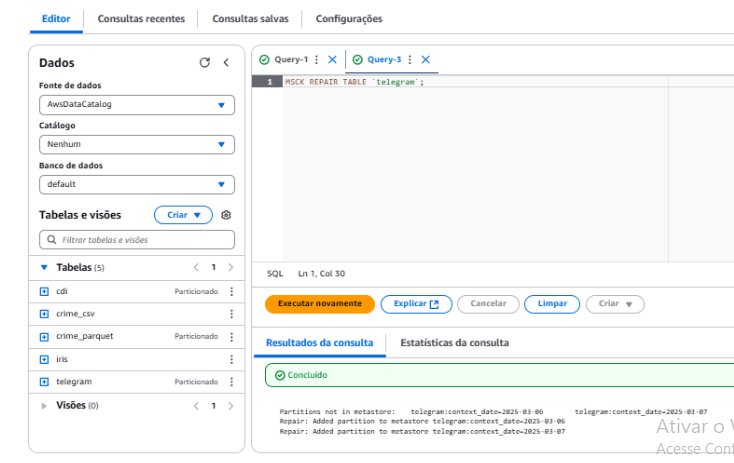 Editor Consultas recentes Consultas salvas Configurações
Dados
Fonte de dados
AwsDataCatalog
Catálogo
Nenhum
Banco de dados
default
Tabelas e visões Criar
Filtrar tabelas e visões
Tabelas (5) 1
cdi Particionado
crime_csv
crime_parquet Particionado
iris
telegram Particionado
Visões (0) 1
Query-1 Query-3
1 MSCK REPAIR TABLE `telegram`;
SQL Ln 1, Col 30
Executar novamente Explicar Cancelar Limpar Criar
Resultados da consulta Estatísticas da consulta
Concluído
Partitions not in metastore: telegram:context_date=2025-03-06 telegram:context_date=2025-03-07
Repair: Added partition to metastore telegram:context_date=2025-03-06
Repair: Added partition to metastore telegram:context_date=2025-03-07
Ativar o
Acesse